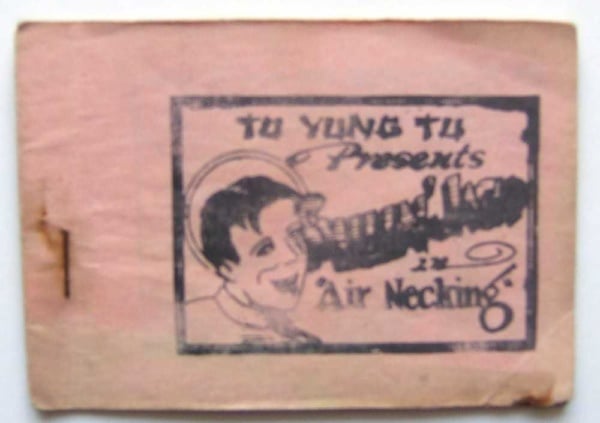 TU YUNG TU
Presents
in
"Air Necking"